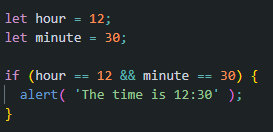 let hour = 12;
let minute = 30;
if (hour == 12 && minute == 30) {
alert( 'The time is 12:30' );
}